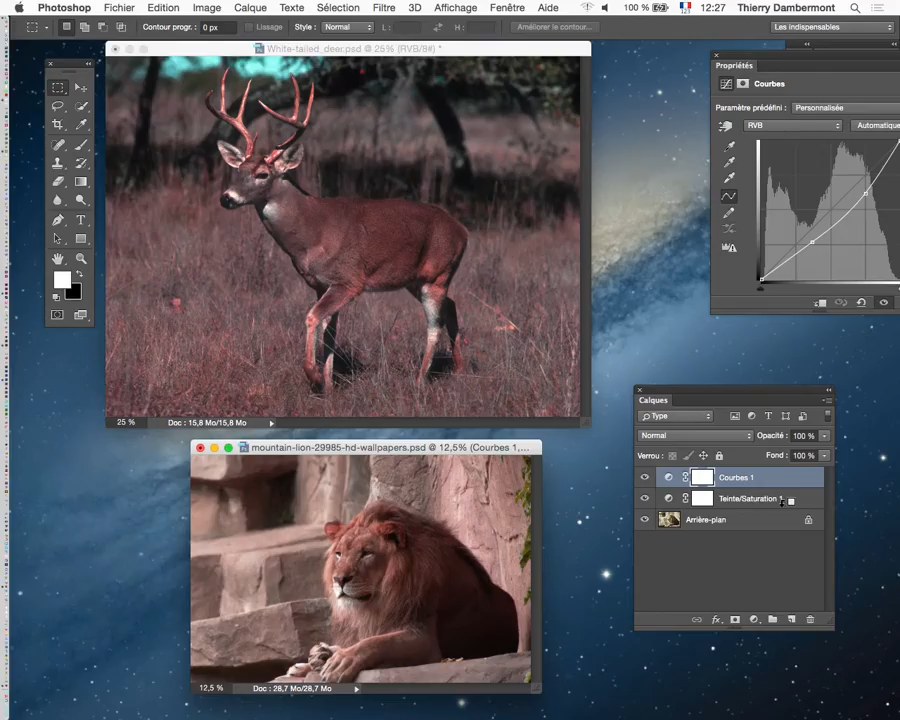 Photoshop Fichier Edition Image Calque Texte Sélection Filtre 3D Affichage Fenêtre Aide 100 % 12:27 Thierry Dambermont
Contour progr. : 0 px Lissage Style : Normal L : H : Améliorer le contour... Les indispensables
White-tailed_deer.psd @ 25% (RVB/8#) *
25 % Doc : 15,8 Mo/15,8 Mo
mountain-lion-29985-hd-wallpapers.psd @ 12,5% (Courbes 1,...
12,5 % Doc : 28,7 Mo/28,7 Mo
Propriétés
Courbes
Paramètre prédéfini : Personnalisée
RVB Automatique
Calques
Type
Normal Opacité : 100 %
Verrou : Fond : 100 %
Courbes 1
Teinte/Saturation 1
Arrière-plan